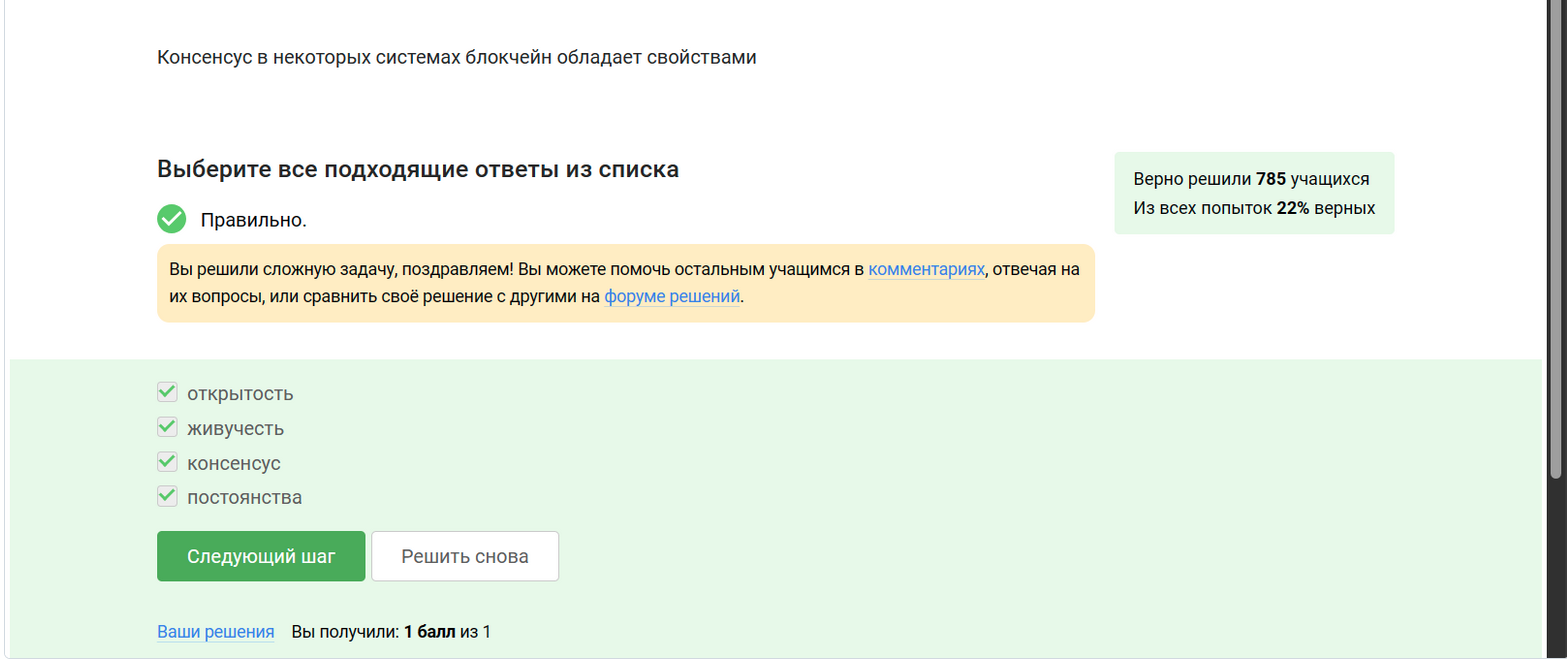 Консенсус в некоторых системах блокчейн обладает свойствами
Выберите все подходящие ответы из списка
Верно решили 785 учащихся
Из всех попыток 22% верных
Правильно.
Вы решили сложную задачу, поздравляем! Вы можете помочь остальным учащимся в комментариях, отвечая на
их вопросы, или сравнить своё решение с другими на форуме решений.
открытость
живучесть
консенсус
постоянства
Следующий шаг Решить снова
Ваши решения Вы получили: 1 балл из 1